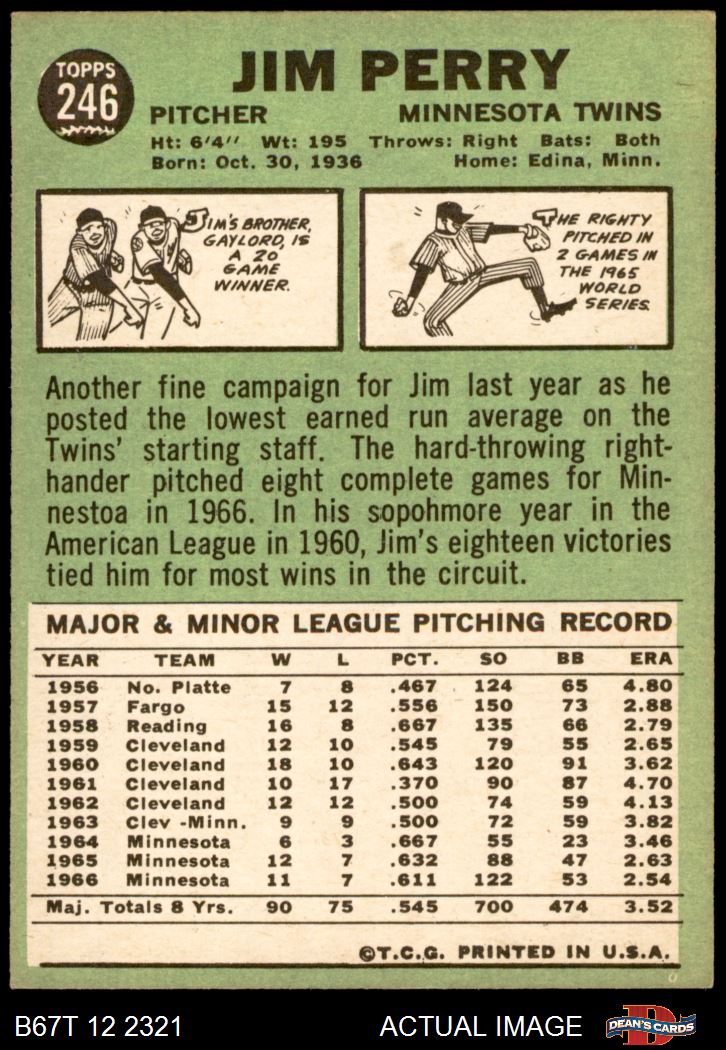 TOPPS
246
JIM PERRY
PITCHER MINNESOTA TWINS
Ht: 6'4" Wt: 195 Throws: Right Bats: Both
Born: Oct. 30, 1936 Home: Edina, Minn.
JIM'S BROTHER,
GAYLORD, IS
A 20
GAME
WINNER.
THE RIGHTY
PITCHED IN
2 GAMES IN
THE 1965
WORLD
SERIES.
Another fine campaign for Jim last year as he
posted the lowest earned run average on the
Twins' starting staff. The hard-throwing right-
hander pitched eight complete games for Min-
nestoa in 1966. In his sopohmore year in the
American League in 1960, Jim's eighteen victories
tied him for most wins in the circuit.
MAJOR & MINOR LEAGUE PITCHING RECORD
YEAR TEAM W L PCT. SO BB ERA
1956 No. Platte 7 8 .467 124 65 4.80
1957 Fargo 15 12 .556 150 73 2.88
1958 Reading 16 8 .667 135 66 2.79
1959 Cleveland 12 10 .545 79 55 2.65
1960 Cleveland 18 10 .643 120 91 3.62
1961 Cleveland 10 17 .370 90 87 4.70
1962 Cleveland 12 12 .500 74 59 4.13
1963 Clev -Minn. 9 9 .500 72 59 3.82
1964 Minnesota 6 3 .667 55 23 3.46
1965 Minnesota 12 7 .632 88 47 2.63
1966 Minnesota 11 7 .611 122 53 2.54
Maj. Totals 8 Yrs. 90 75 .545 700 474 3.52
©T.C.G. PRINTED IN U.S.A.
B67T 12 2321 ACTUAL IMAGE DEAN'S CARDS